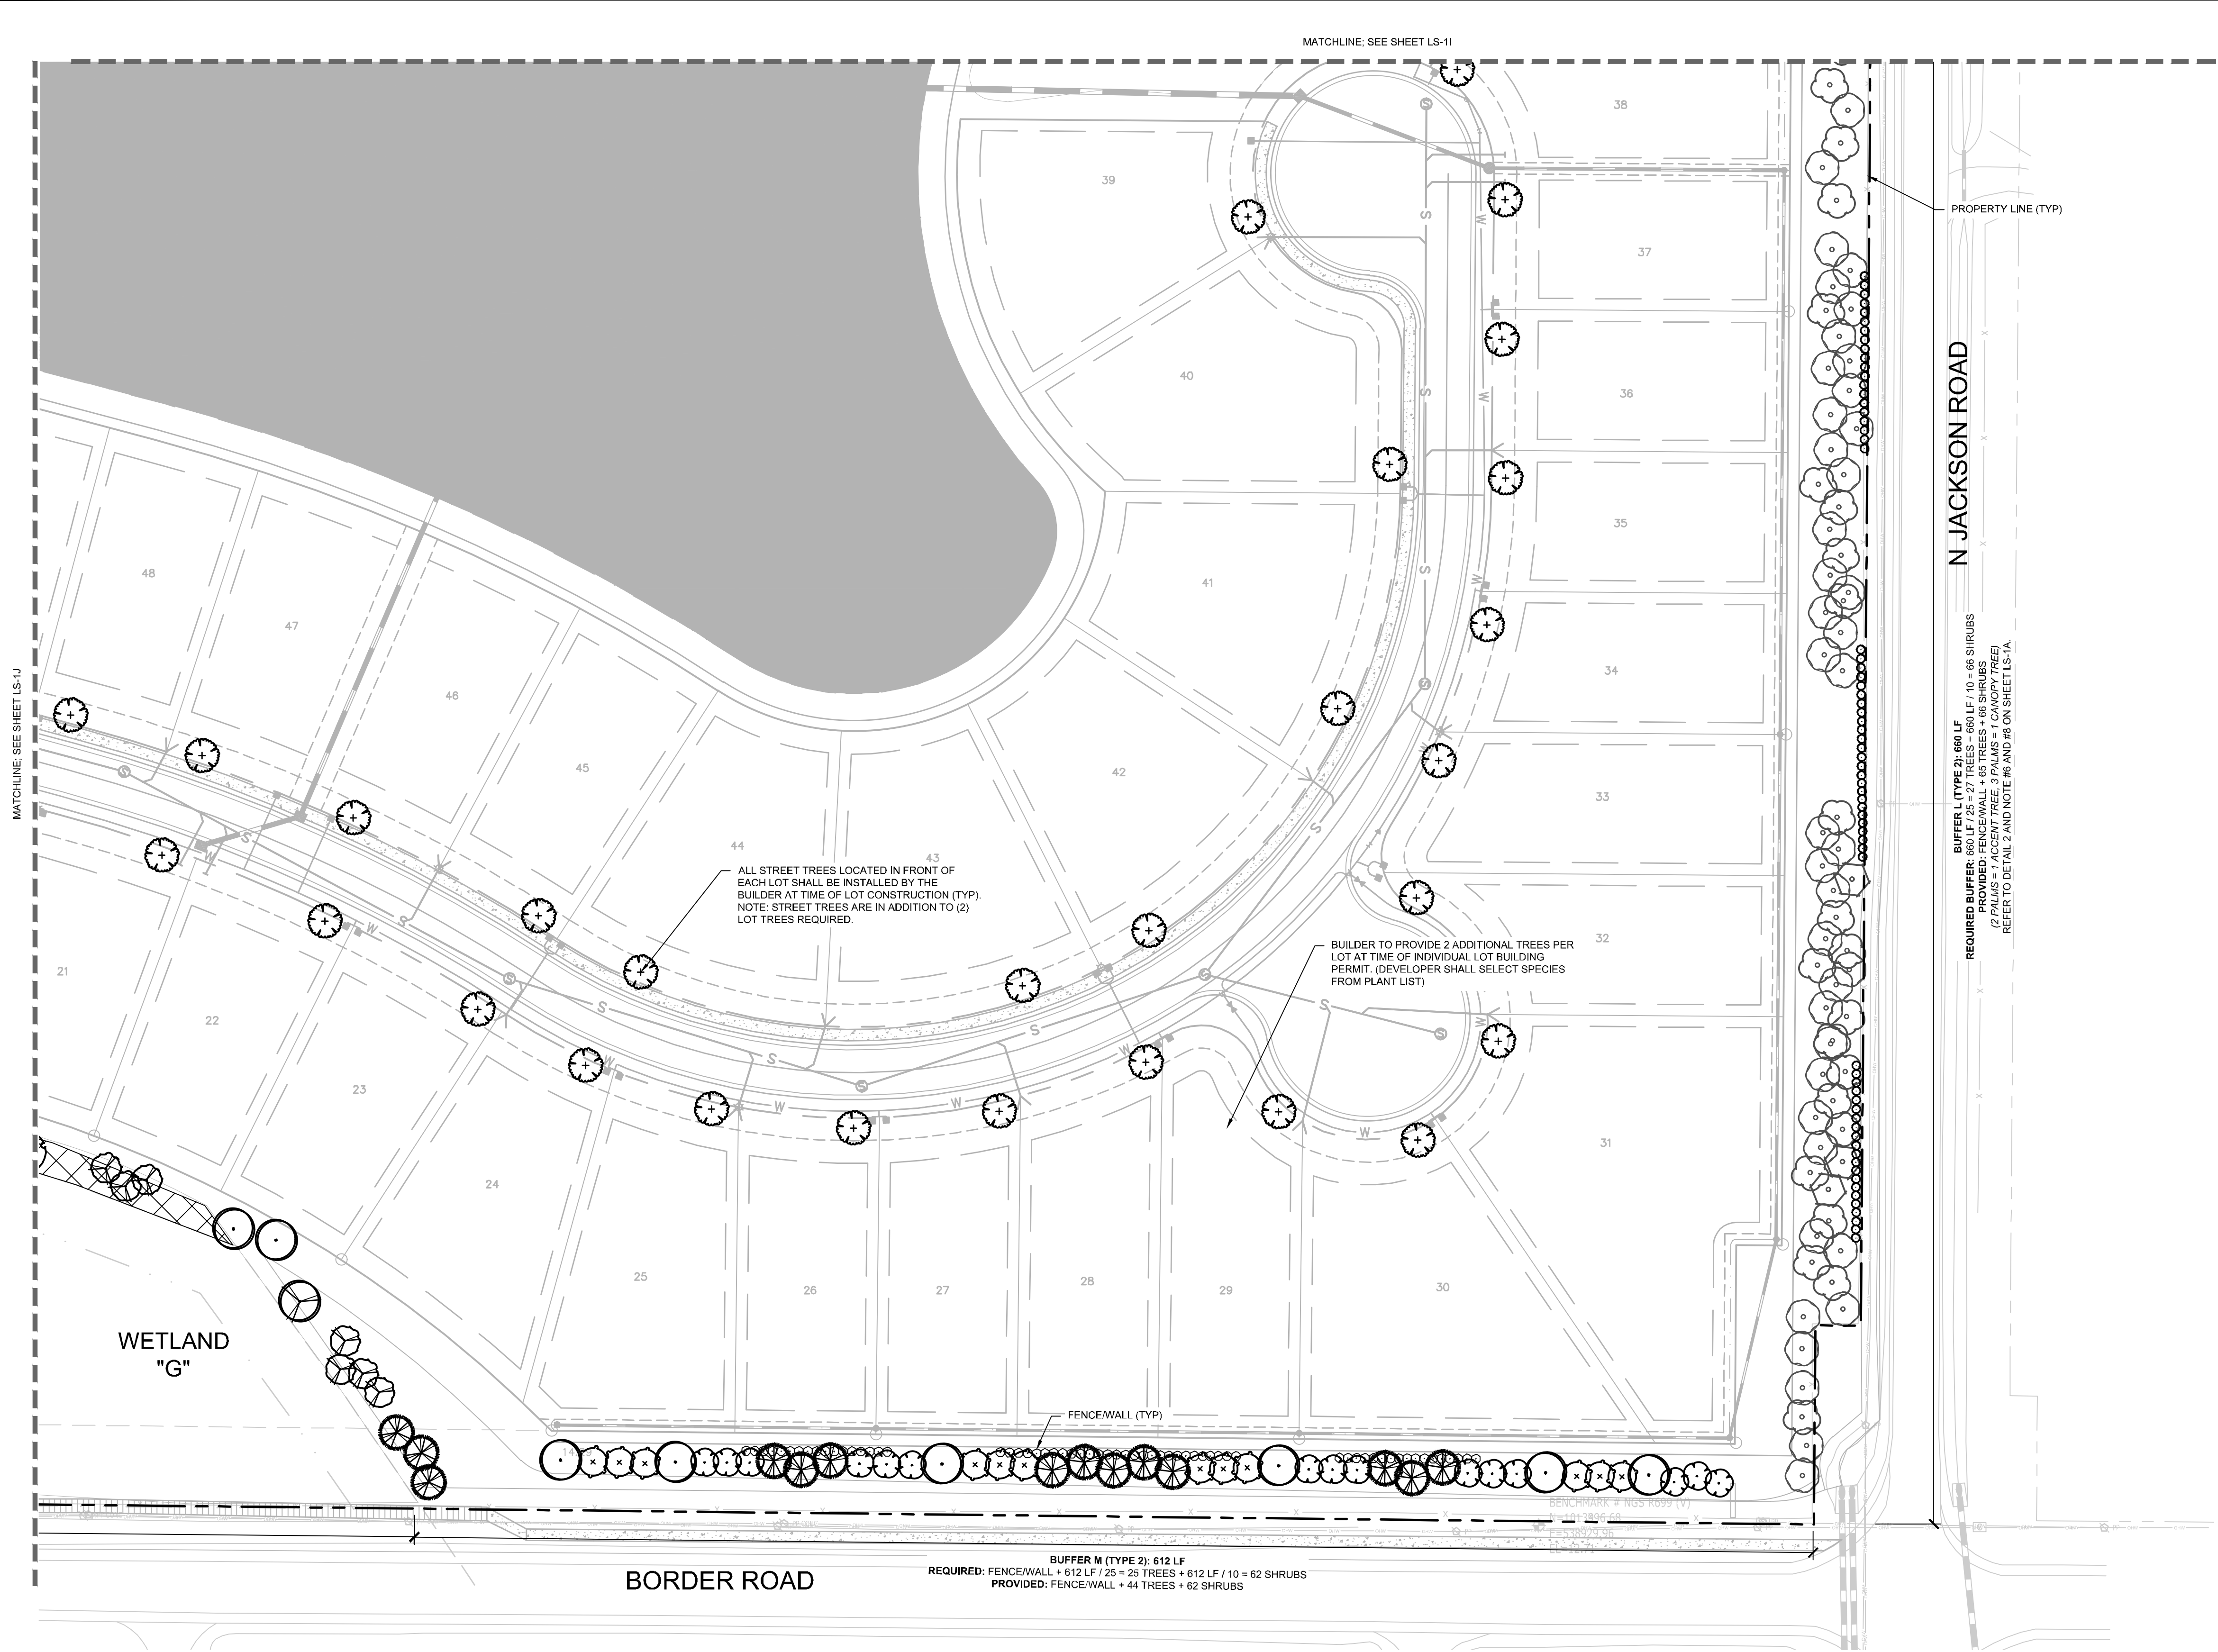 MATCHLINE; SEE SHEET LS-1I
38
39
PROPERTY LINE (TYP)
37
40
36
N JACKSON ROAD
35
41
48
47
34
46
MATCHLINE; SEE SHEET LS-1J
45
42
33
44
43
ALL STREET TREES LOCATED IN FRONT OF
EACH LOT SHALL BE INSTALLED BY THE
BUILDER AT TIME OF LOT CONSTRUCTION (TYP).
NOTE: STREET TREES ARE IN ADDITION TO (2)
LOT TREES REQUIRED.
BUFFER L (TYPE 2): 660 LF
REQUIRED BUFFER: 660 LF / 25 = 27 TREES + 660 LF / 10 = 66 SHRUBS
PROVIDED: FENCE/WALL + 65 TREES + 66 SHRUBS
(2 PALMS = 1 ACCENT TREE, 3 PALMS = 1 CANOPY TREE)
REFER TO DETAIL 2 AND NOTE #6 AND #8 ON SHEET LS-1A.
32
BUILDER TO PROVIDE 2 ADDITIONAL TREES PER
LOT AT TIME OF INDIVIDUAL LOT BUILDING
PERMIT. (DEVELOPER SHALL SELECT SPECIES
FROM PLANT LIST)
21
22
23
31
24
25
26
27
28
29
30
WETLAND
"G"
FENCE/WALL (TYP)
BENCHMARK # NGS R699 (V)
BUFFER M (TYPE 2): 612 LF
REQUIRED: FENCE/WALL + 612 LF / 25 = 25 TREES + 612 LF / 10 = 62 SHRUBS
PROVIDED: FENCE/WALL + 44 TREES + 62 SHRUBS
BORDER ROAD